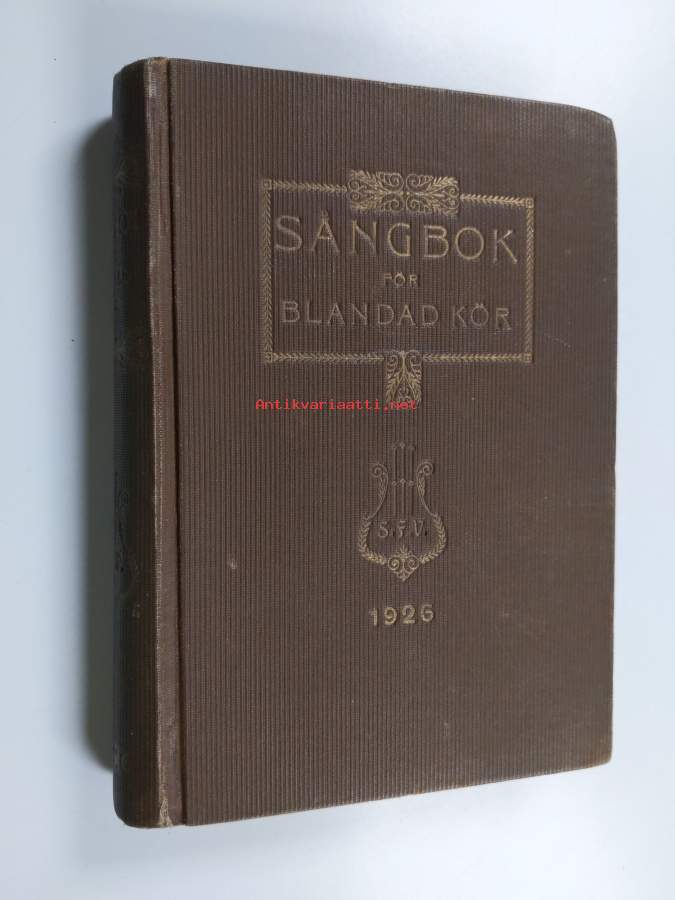 SÅNGBOK
FÖR
BLANDAD KÖR
Antikvariaatti.net
S.F.V.
1926